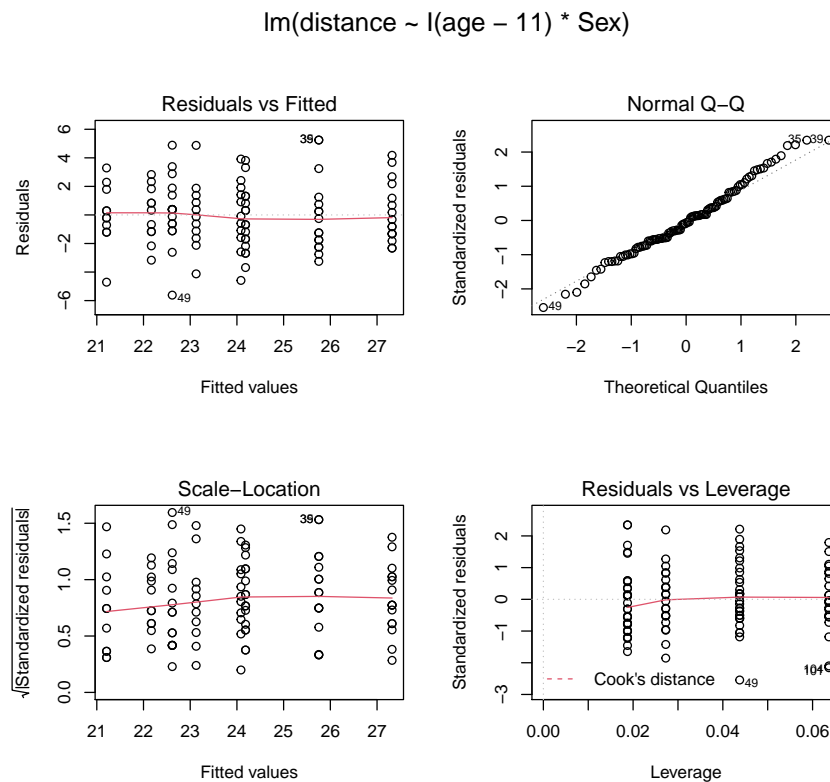 lm(distance ~ I(age − 11) * Sex)
Residuals vs Fitted
Residuals
6
2
−2
−6
21 22 23 24 25 26 27
Fitted values
49
Normal Q−Q
Standardized residuals
2
1
0
−1
−2
−2 −1 0 1 2
Theoretical Quantiles
35 39
49
Scale−Location
√|Standardized residuals|
1.5
1.0
0.5
0.0
21 22 23 24 25 26 27
Fitted values
49
Residuals vs Leverage
Standardized residuals
2
1
0
−1
−3
0.00 0.02 0.04 0.06
Leverage
Cook's distance
49